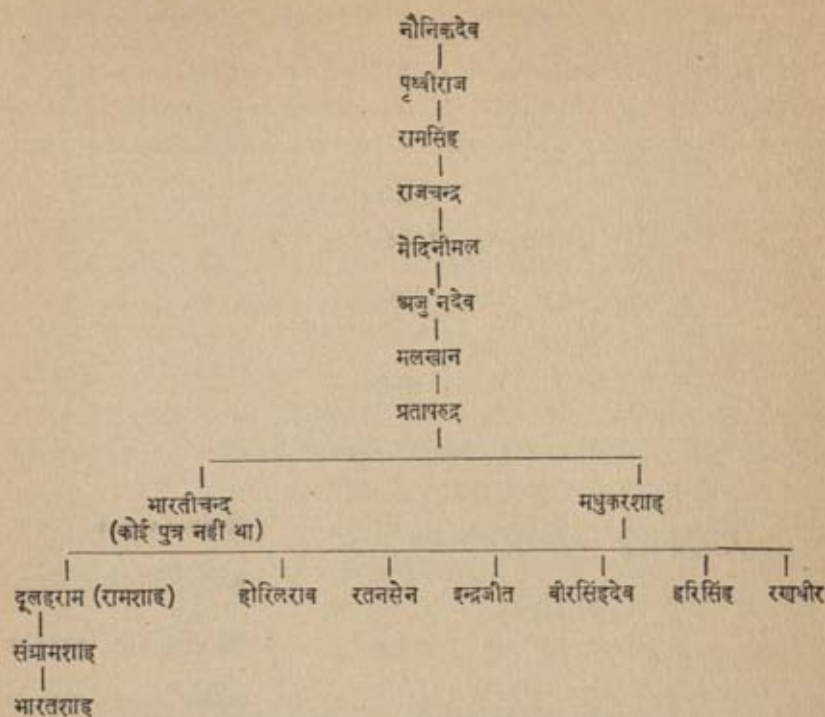 नौनिकदेव
पृथ्वीराज
रामसिंह
राजचन्द्र
मेदिनीमल
अर्जुनदेव
मलखान
प्रतापरुद्र
भारतीचन्द मधुकरशाह
(कोई पुत्र नहीं था)
दूलहराम (रामशाह) होरिलराव रतनसेन इन्द्रजीत बीरसिंहदेव हरिसिंह रणधीर
संग्रामशाह
भारतशाह